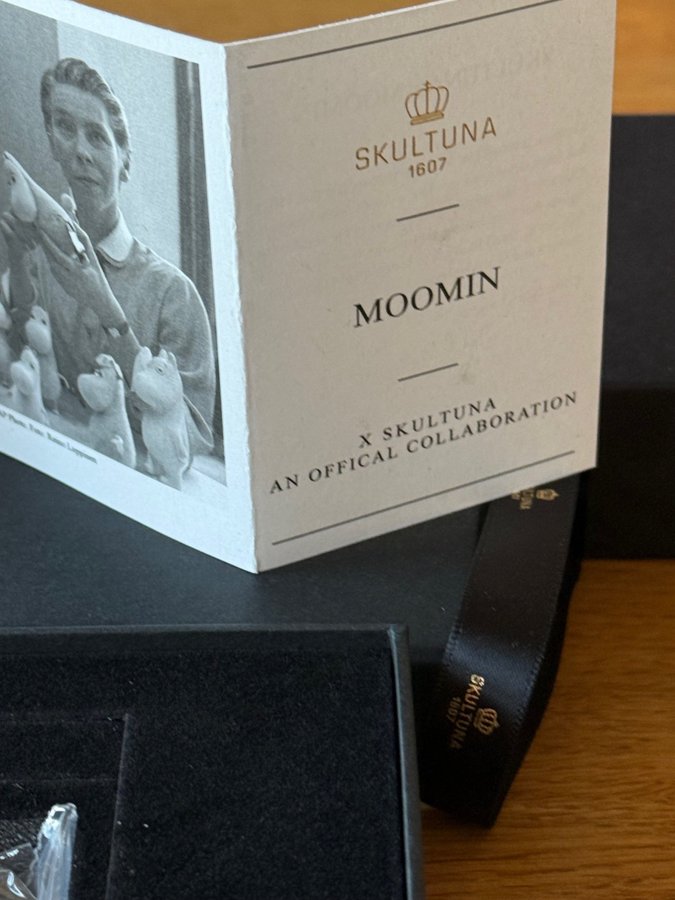 SKULTUNA
1607
MOOMIN
X SKULTUNA
AN OFFICAL COLLABORATION
SKULTUNA
1607